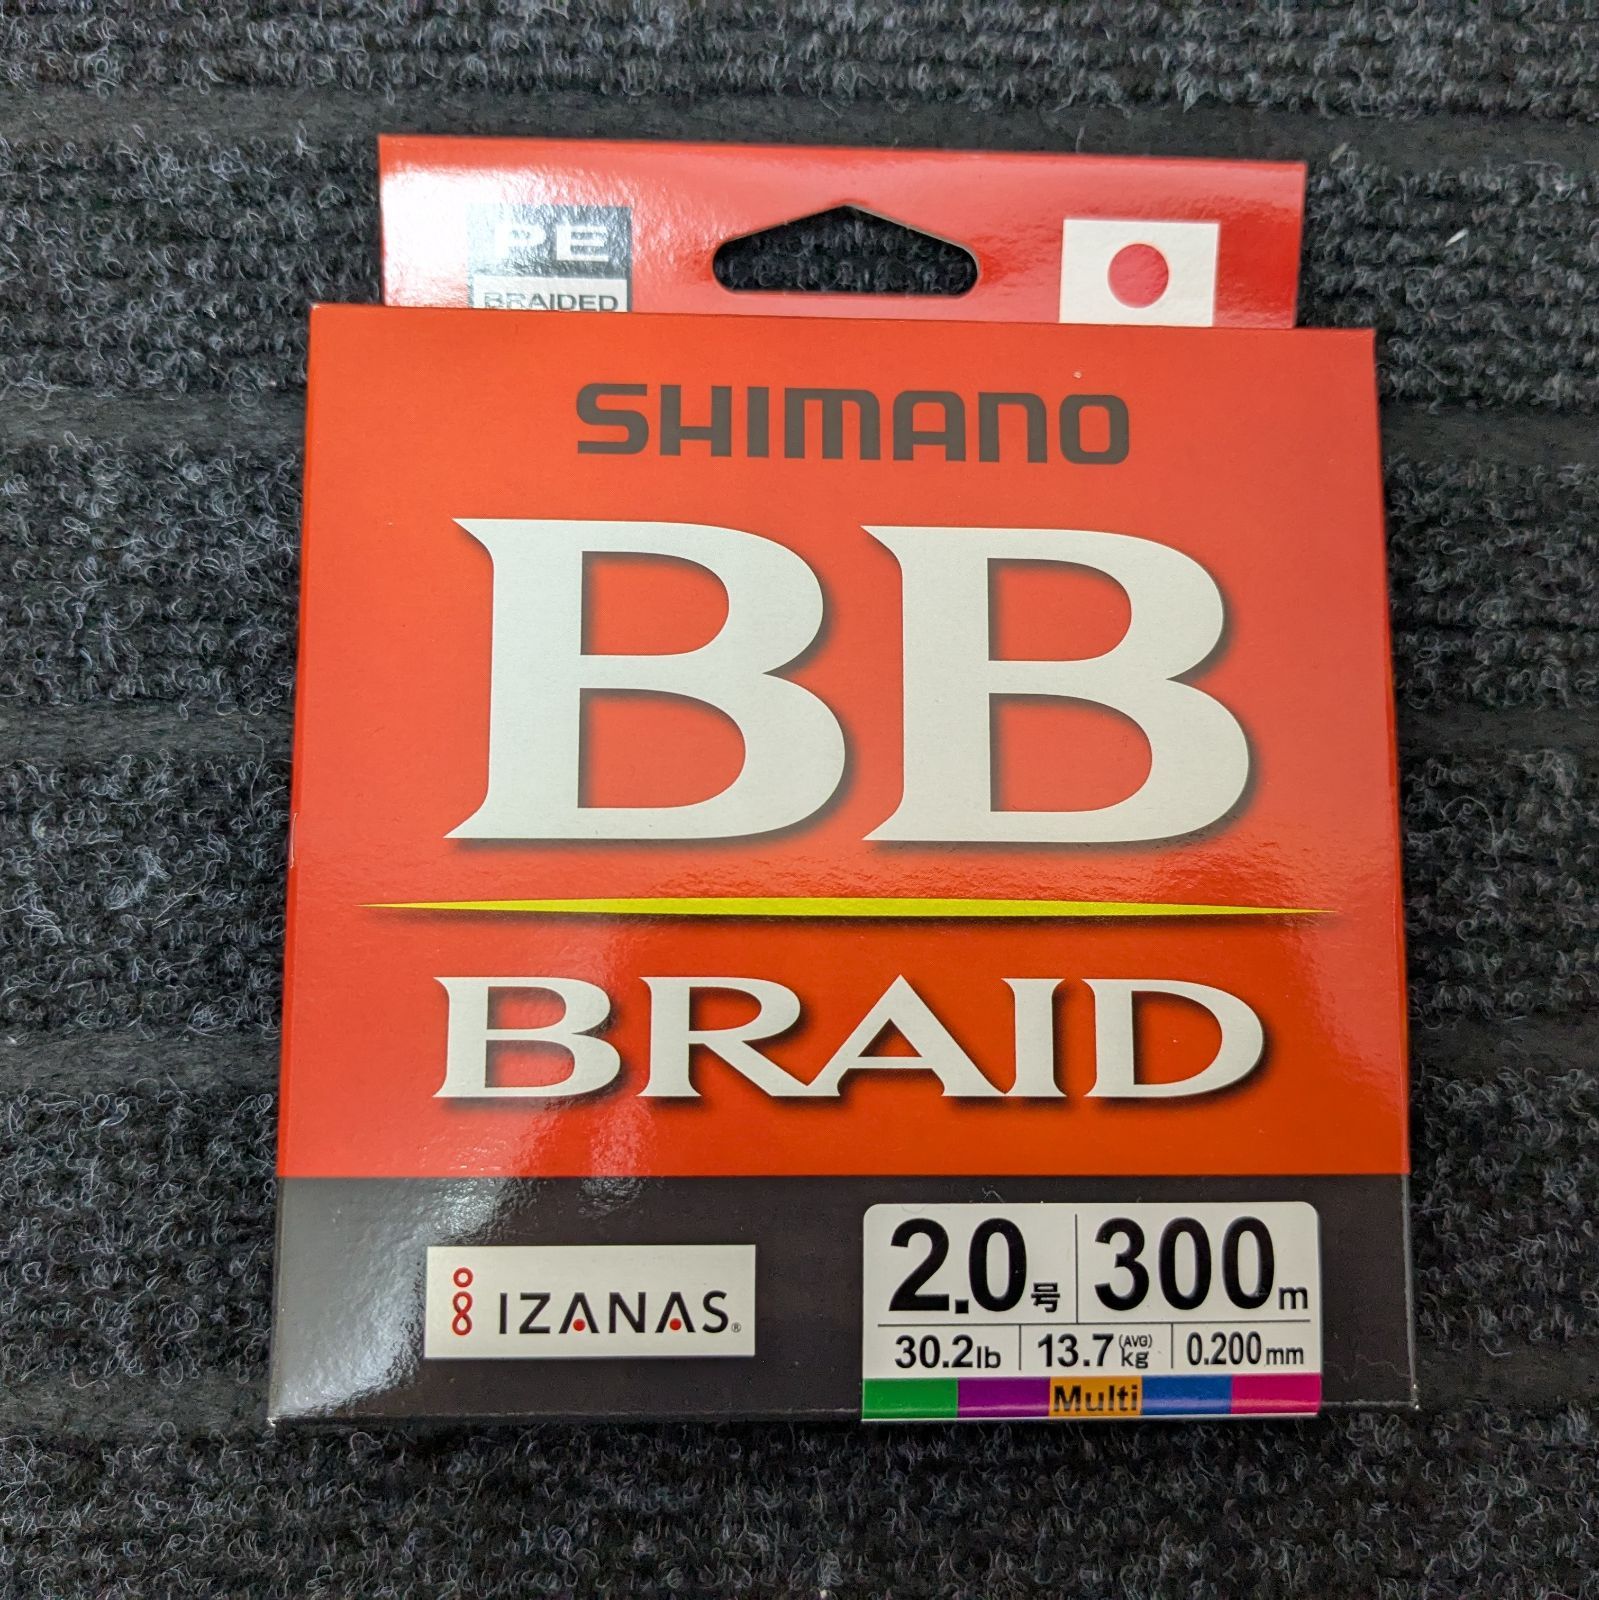 PE
BRAIDED
SHIMANO
BB
BRAID
IZANAS®
2.0号 300m
30.2lb 13.7(AVG)kg 0.200mm
Multi